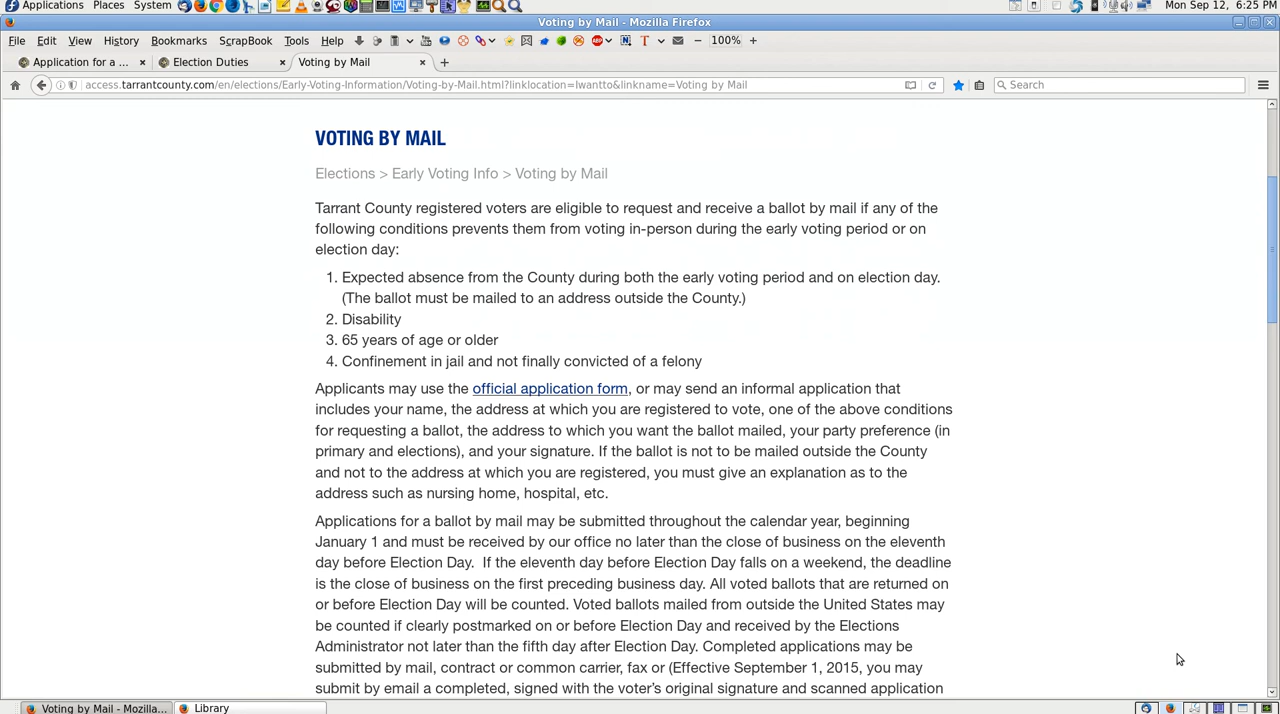 Applications Places System
Mon Sep 12, 6:25 PM
Voting by Mail - Mozilla Firefox
File Edit View History Bookmarks ScrapBook Tools Help 100%
Application for a ... Election Duties Voting by Mail
access.tarrantcounty.com/en/elections/Early-Voting-Information/Voting-by-Mail.html?linklocation=Iwantto&linkname=Voting by Mail
Search
VOTING BY MAIL
Elections > Early Voting Info > Voting by Mail
Tarrant County registered voters are eligible to request and receive a ballot by mail if any of the
following conditions prevents them from voting in-person during the early voting period or on
election day:
1. Expected absence from the County during both the early voting period and on election day.
(The ballot must be mailed to an address outside the County.)
2. Disability
3. 65 years of age or older
4. Confinement in jail and not finally convicted of a felony
Applicants may use the official application form, or may send an informal application that
includes your name, the address at which you are registered to vote, one of the above conditions
for requesting a ballot, the address to which you want the ballot mailed, your party preference (in
primary and elections), and your signature. If the ballot is not to be mailed outside the County
and not to the address at which you are registered, you must give an explanation as to the
address such as nursing home, hospital, etc.
Applications for a ballot by mail may be submitted throughout the calendar year, beginning
January 1 and must be received by our office no later than the close of business on the eleventh
day before Election Day.  If the eleventh day before Election Day falls on a weekend, the deadline
is the close of business on the first preceding business day. All voted ballots that are returned on
or before Election Day will be counted. Voted ballots mailed from outside the United States may
be counted if clearly postmarked on or before Election Day and received by the Elections
Administrator not later than the fifth day after Election Day. Completed applications may be
submitted by mail, contract or common carrier, fax or (Effective September 1, 2015, you may
submit by email a completed, signed with the voter's original signature and scanned application
Voting by Mail - Mozilla... Library